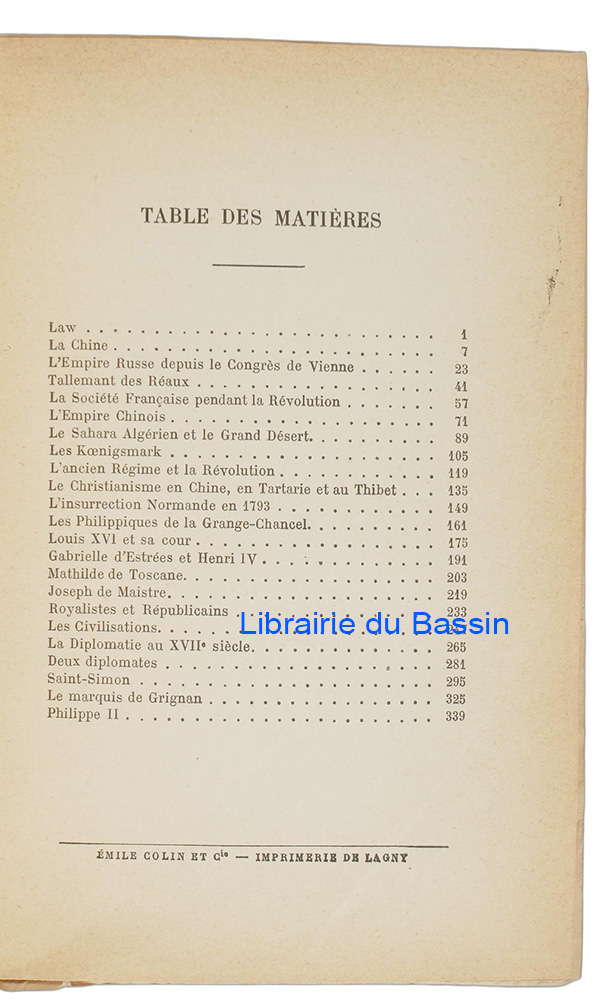 TABLE DES MATIÈRES
Law . . . . . . . . . . . . . . . . . . . . . . . . . . 1
La Chine . . . . . . . . . . . . . . . . . . . . . . . . 7
L'Empire Russe depuis le Congrès de Vienne . . . . . . 23
Tallemant des Réaux . . . . . . . . . . . . . . . . . . 41
La Société Française pendant la Révolution . . . . . . . 57
L'Empire Chinois . . . . . . . . . . . . . . . . . . . . 71
Le Sahara Algérien et le Grand Désert. . . . . . . . . . 89
Les Kœnigsmark . . . . . . . . . . . . . . . . . . . . 105
L'ancien Régime et la Révolution . . . . . . . . . . . . 119
Le Christianisme en Chine, en Tartarie et au Thibet . . . 135
L'insurrection Normande en 1793 . . . . . . . . . . . . 149
Les Philippiques de la Grange-Chancel. . . . . . . . . . 161
Louis XVI et sa cour . . . . . . . . . . . . . . . . . . 175
Gabrielle d'Estrées et Henri IV . . . . . . . . . . . . . 191
Mathilde de Toscane. . . . . . . . . . . . . . . . . . . 203
Joseph de Maistre. . . . . . . . . . . . . . . . . . . . 219
Royalistes et Républicains . . . . . . . . . . . . . . . 233
Librairie du Bassin
Les Civilisations. . . . .
La Diplomatie au XVIIe siècle. . . . . . . . . . . . . . 265
Deux diplomates . . . . . . . . . . . . . . . . . . . . 281
Saint-Simon . . . . . . . . . . . . . . . . . . . . . . 295
Le marquis de Grignan . . . . . . . . . . . . . . . . . 325
Philippe II . . . . . . . . . . . . . . . . . . . . . . . 339
ÉMILE COLIN ET Cie — IMPRIMERIE DE LAGNY